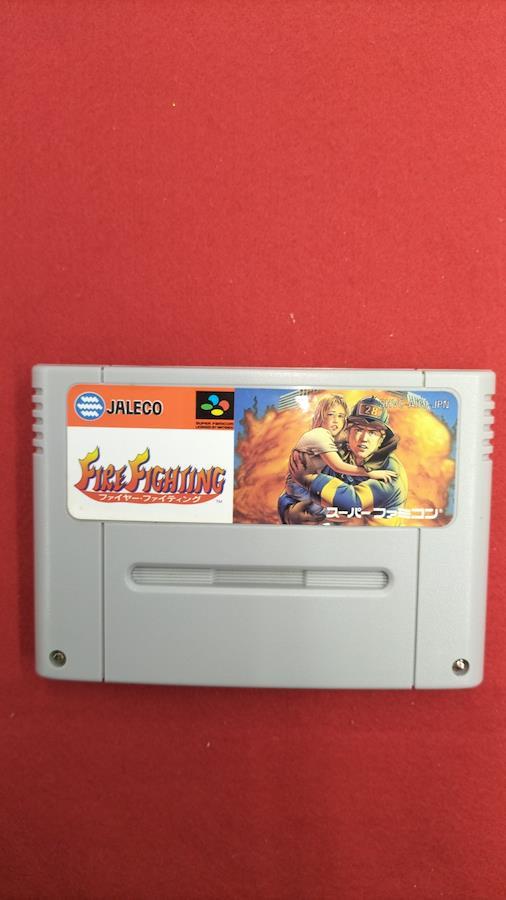 JALECO
SUPER FAMICOM
LICENSED BY NINTENDO
FIRE FIGHTING
ファイヤー・ファイティング
TM
28
JPN
スーパーファミコン